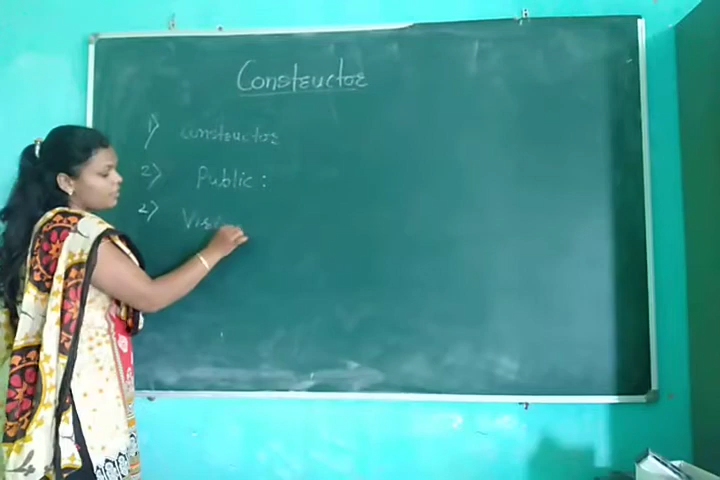 Constructor
1) constructor
2) Public :
2)